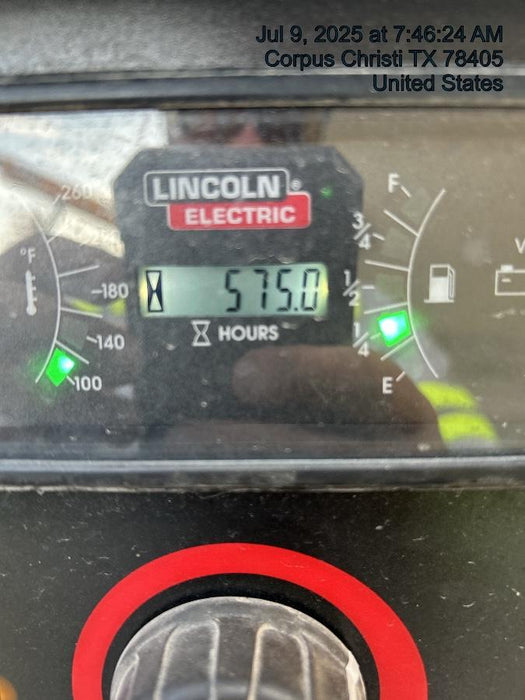 Jul 9, 2025 at 7:46:24 AM
Corpus Christi TX 78405
United States
LINCOLN®
ELECTRIC
575.0
HOURS
°F
260
180
140
100
F
3/4
1/2
1/4
E
V